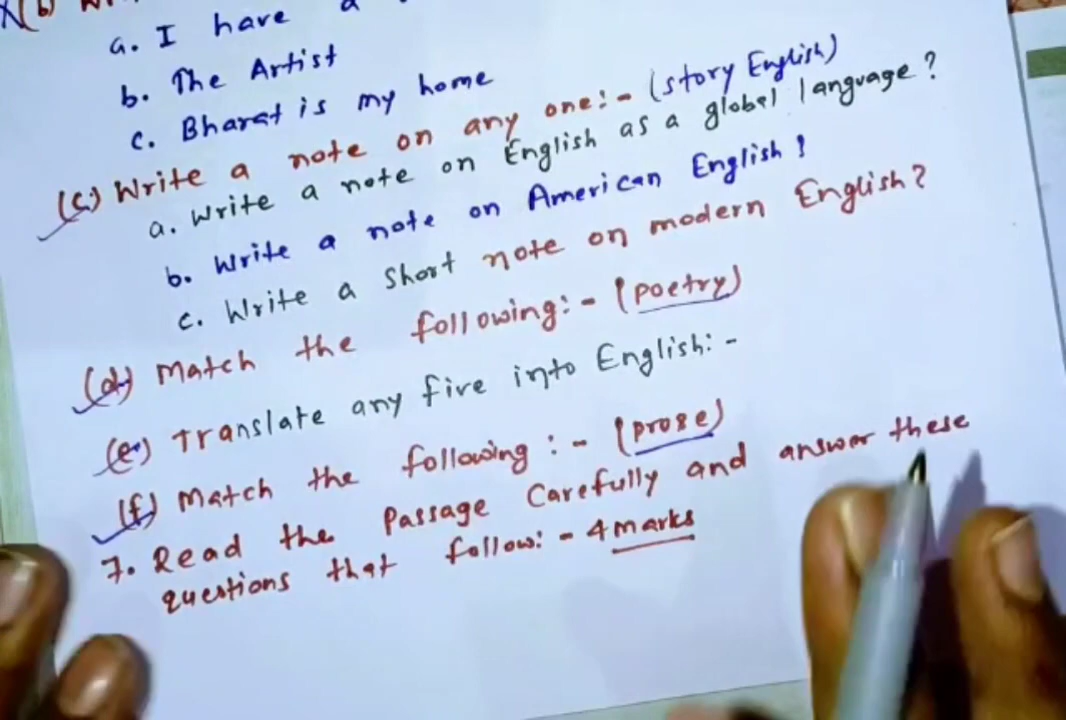 (b)
a. I have a
b. The Artist
c. Bharat is my home
(c) Write a note on any one:- (story English)
a. Write a note on English as a global language?
b. Write a note on American English!
c. Write a short note on modern English?
(d) Match the following:- (poetry)
(e) Translate any five into English:-
(f) Match the following:- (prose)
7. Read the Passage Carefully and answer these
questions that follow:- 4 marks